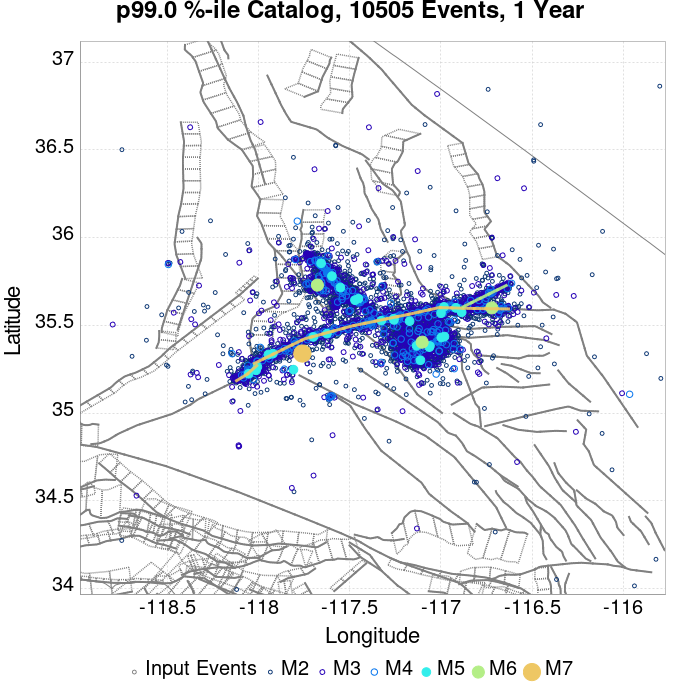 p99.0 %-ile Catalog, 10505 Events, 1 Year
37
36.5
36
35.5
35
34.5
34
Latitude
-118.5 -118 -117.5 -117 -116.5 -116
Longitude
Input Events M2 M3 M4 M5 M6 M7